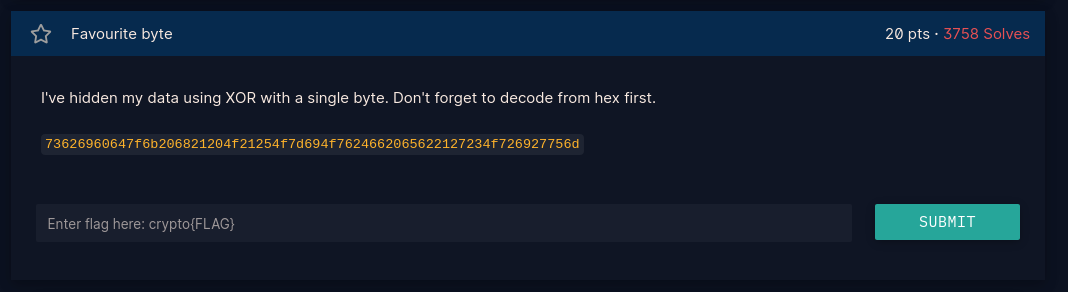 Favourite byte 20 pts · 3758 Solves
I've hidden my data using XOR with a single byte. Don't forget to decode from hex first.
73626960647f6b206821204f21254f7d694f7624662065622127234f726927756d
Enter flag here: crypto{FLAG} SUBMIT